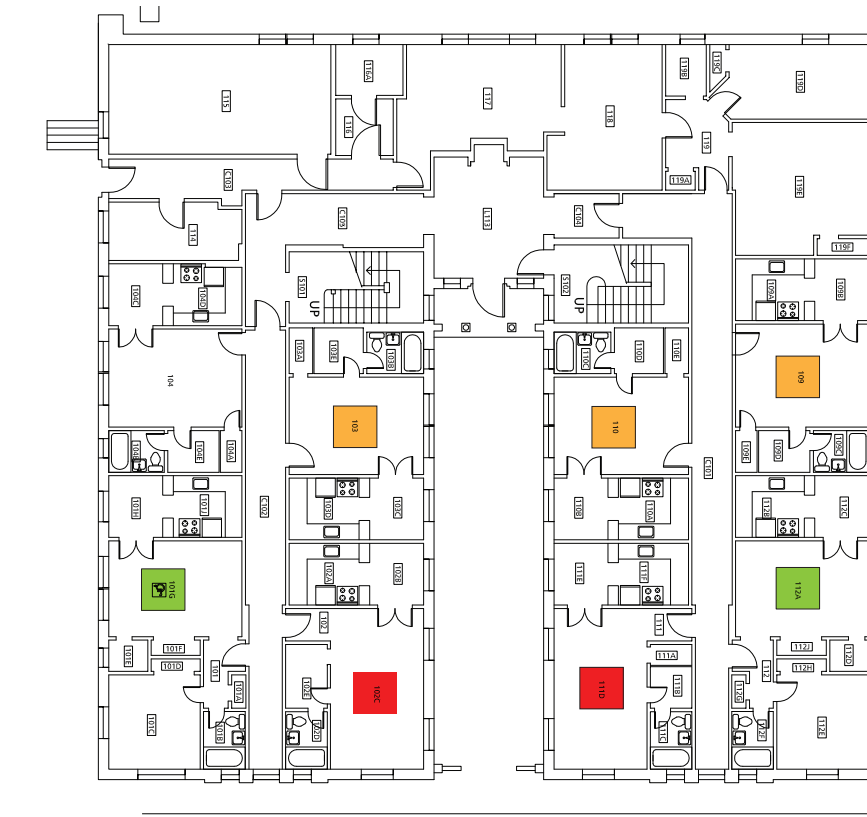 116A
119B
119C
119D
115
117
116
118
119
119A
119E
C103
114
C105
L113
C104
119F
S101
UP
S102
UP
104C
104D
109A
109B
103A
103E
103B
110C
110D
110E
104
109
103
110
104B
104E
104A
109E
109D
109C
C101
101H
101J
C102
103D
103C
110B
110A
112B
112C
102A
102B
111E
111F
101G
112A
102
111
101E
101F
101D
101
111A
112J
112H
112
112D
101A
102E
102C
111D
111B
112G
101C
101B
102D
111C
112F
112E